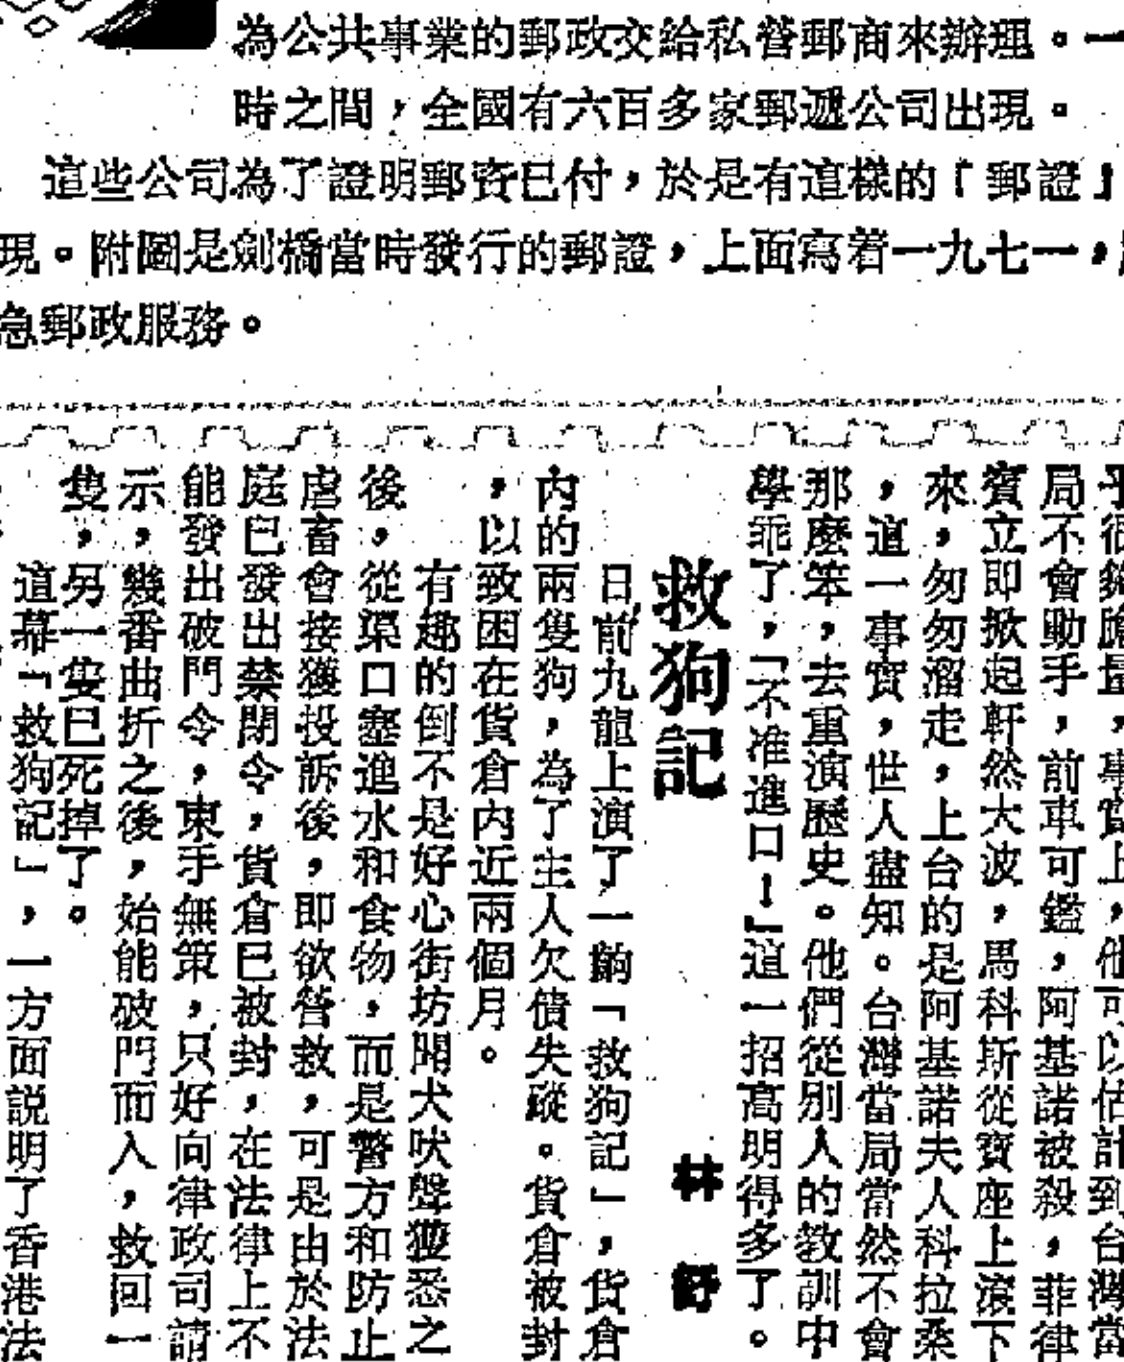 為公共事業的郵政交給私營郵商來辦理。一
時之間，全國有六百多家郵遞公司出現。
這些公司為了證明郵資已付，於是有這樣的「郵證」
現。附圖是劍橋當時發行的郵證，上面寫着一九七一，
急郵政服務。
膽量，事實上，他可以估計到台灣當
局不會動手，前車可鑑，阿基諾被殺，菲律
賓立即掀起軒然大波，馬科斯從寶座上滾下
來，匆匆溜走，上台的是阿基諾夫人科拉桑
，這一事實，世人盡知。台灣當局當然不會
那麼笨，去重演歷史。他們從別人的教訓中
學乖了，「不准進口！」這一招高明得多了。
救狗記
林 舒
日前九龍上演了一齣「救狗記」，貨倉
內的兩隻狗，為了主人欠債失蹤。貨倉被封
，以致困在貨倉內近兩個月。
有趣的倒不是好心街坊聞犬吠聲獲悉之
後，從渠口塞進水和食物，而是警方和防止
虐畜會接獲投訴後，即欲營救，可是由於法
庭已發出禁閉令，貨倉已被封，在法律上不
能發出破門令，束手無策，只好向律政司請
示，幾番曲折之後，始能破門而入，救回一
隻，另一隻已死掉了。
這幕「救狗記」，一方面説明了香港法